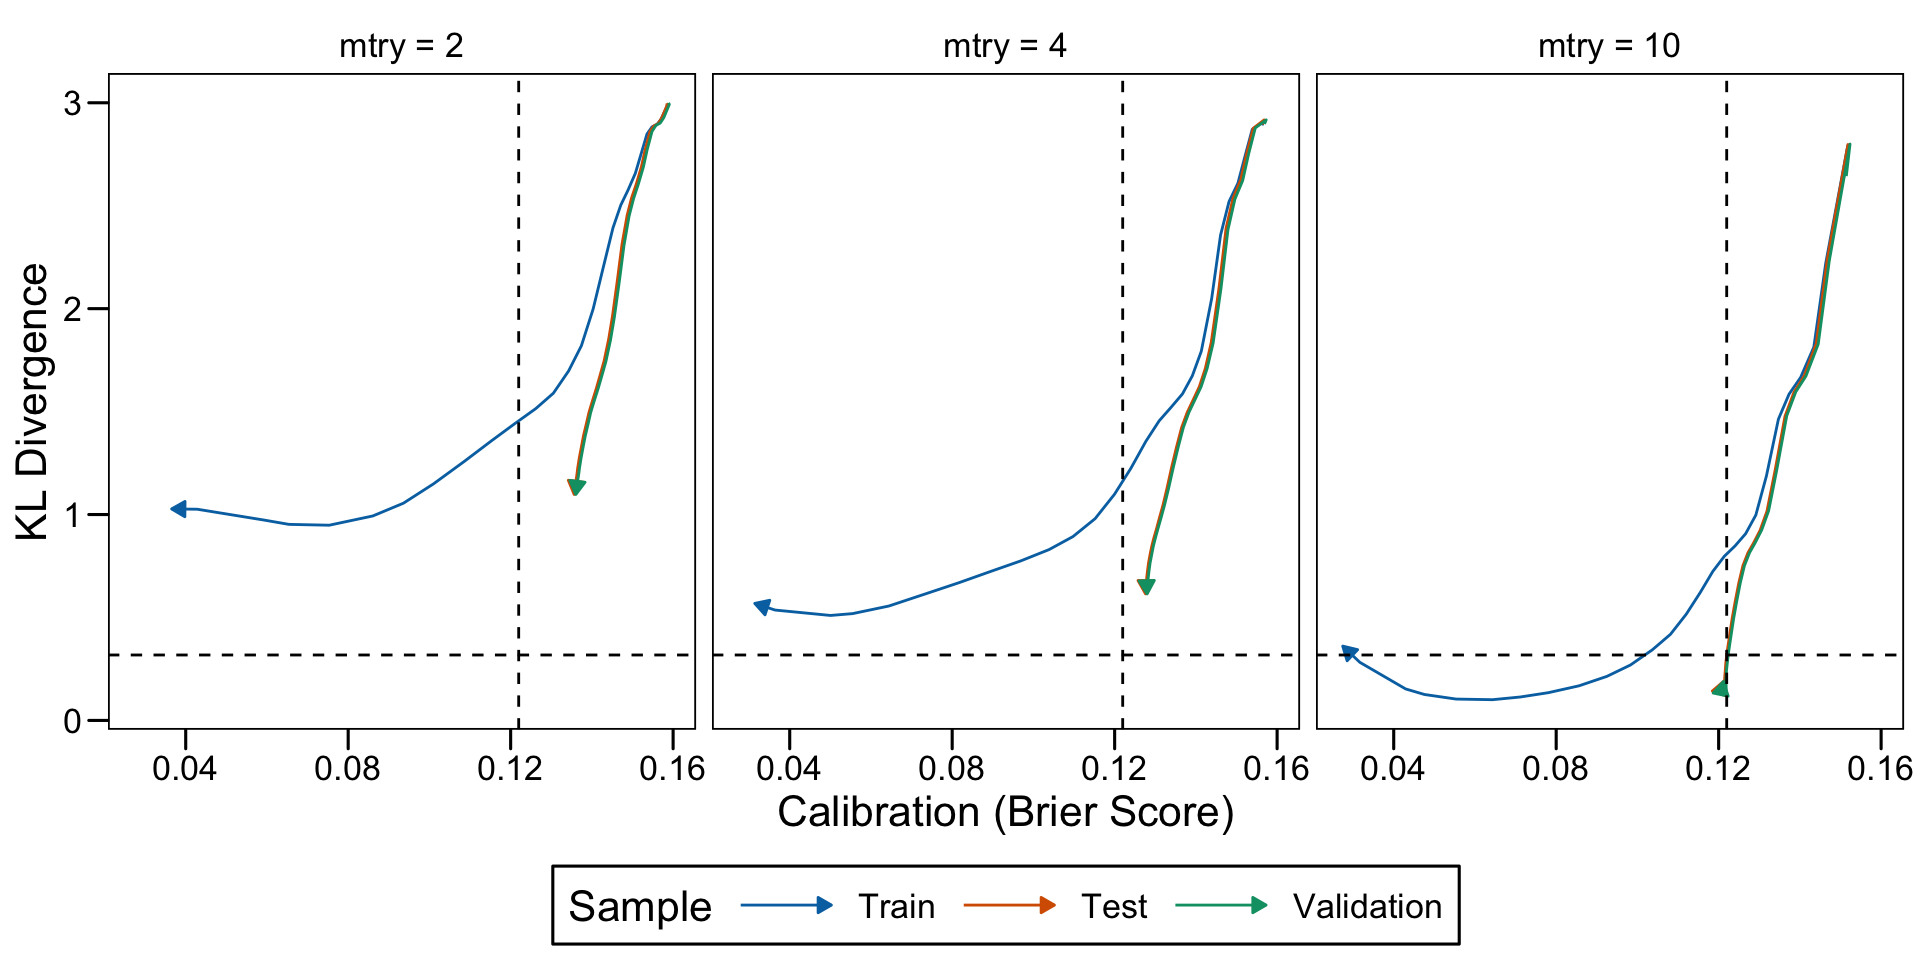 mtry = 2
mtry = 4
mtry = 10
KL Divergence
3
2
1
0
0.04 0.08 0.12 0.16
0.04 0.08 0.12 0.16
0.04 0.08 0.12 0.16
Calibration (Brier Score)
Sample Train Test Validation